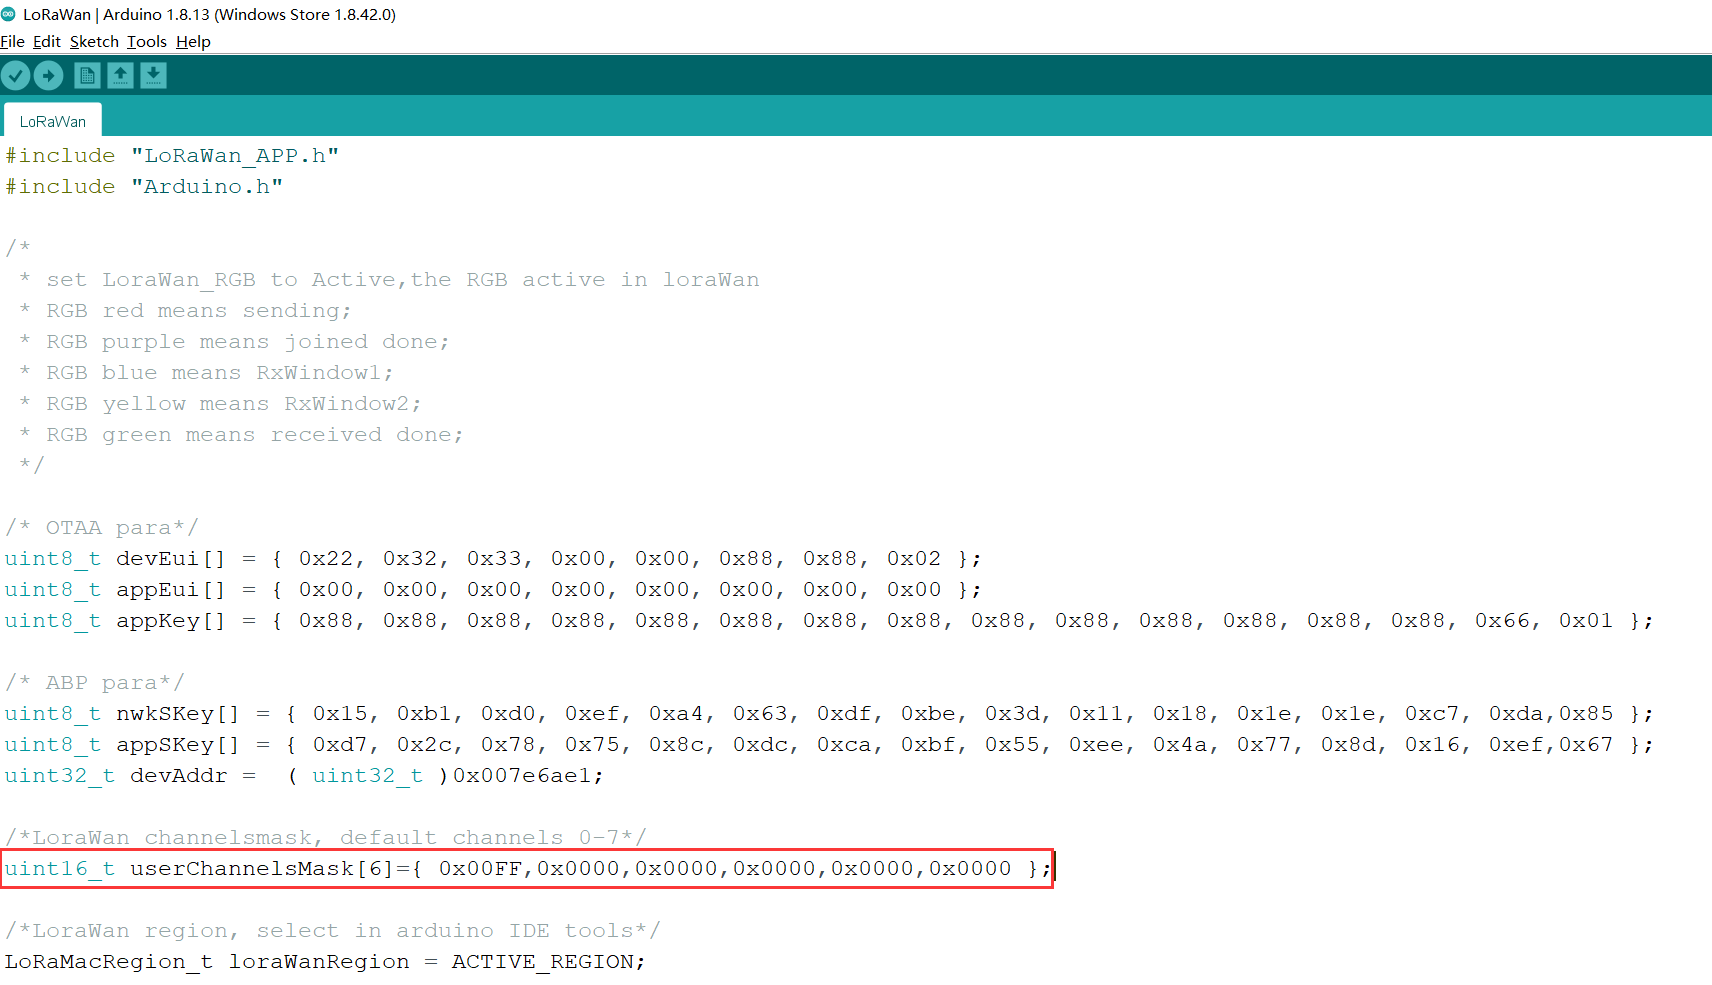 LoRaWan | Arduino 1.8.13 (Windows Store 1.8.42.0)
File Edit Sketch Tools Help
LoRaWan
#include "LoRaWan_APP.h"
#include "Arduino.h"
/*
 * set LoraWan_RGB to Active,the RGB active in loraWan
 * RGB red means sending;
 * RGB purple means joined done;
 * RGB blue means RxWindow1;
 * RGB yellow means RxWindow2;
 * RGB green means received done;
 */
/* OTAA para*/
uint8_t devEui[] = { 0x22, 0x32, 0x33, 0x00, 0x00, 0x88, 0x88, 0x02 };
uint8_t appEui[] = { 0x00, 0x00, 0x00, 0x00, 0x00, 0x00, 0x00, 0x00 };
uint8_t appKey[] = { 0x88, 0x88, 0x88, 0x88, 0x88, 0x88, 0x88, 0x88, 0x88, 0x88, 0x88, 0x88, 0x88, 0x88, 0x66, 0x01 };
/* ABP para*/
uint8_t nwkSKey[] = { 0x15, 0xb1, 0xd0, 0xef, 0xa4, 0x63, 0xdf, 0xbe, 0x3d, 0x11, 0x18, 0x1e, 0x1e, 0xc7, 0xda,0x85 };
uint8_t appSKey[] = { 0xd7, 0x2c, 0x78, 0x75, 0x8c, 0xdc, 0xca, 0xbf, 0x55, 0xee, 0x4a, 0x77, 0x8d, 0x16, 0xef,0x67 };
uint32_t devAddr =  ( uint32_t )0x007e6ae1;
/*LoraWan channelsmask, default channels 0-7*/
uint16_t userChannelsMask[6]={ 0x00FF,0x0000,0x0000,0x0000,0x0000,0x0000 };
/*LoraWan region, select in arduino IDE tools*/
LoRaMacRegion_t loraWanRegion = ACTIVE_REGION;